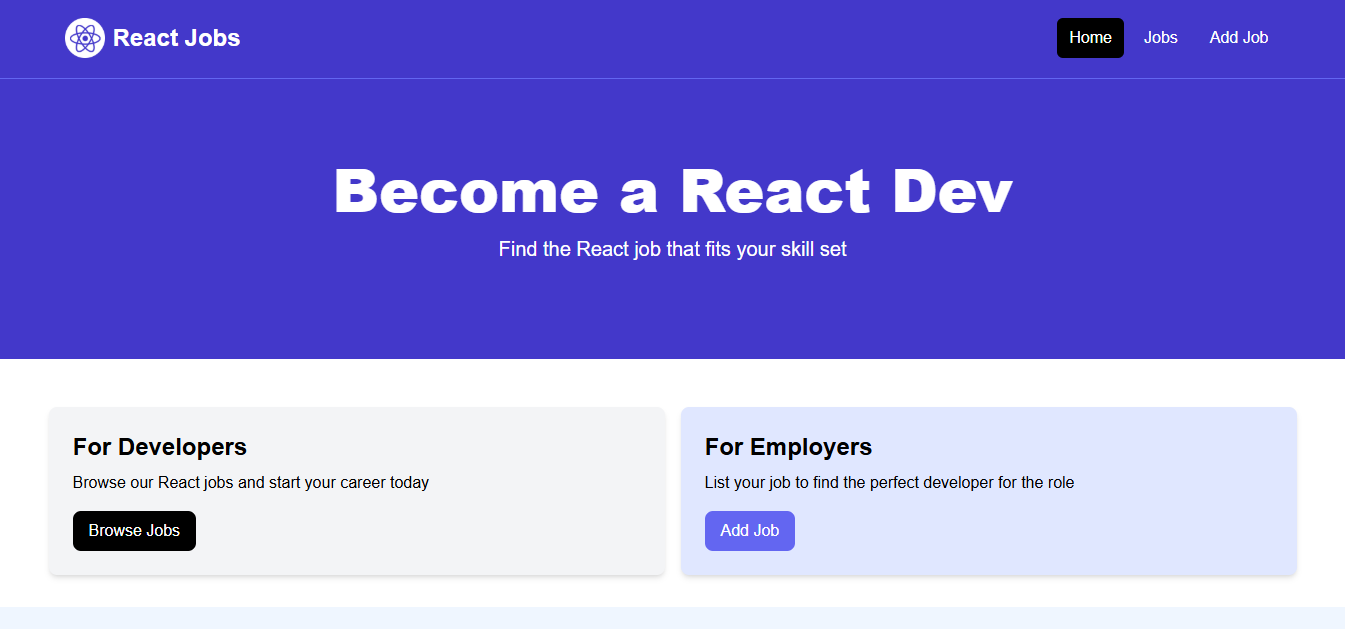 React Jobs
Home Jobs Add Job
Become a React Dev
Find the React job that fits your skill set
For Developers
Browse our React jobs and start your career today
Browse Jobs
For Employers
List your job to find the perfect developer for the role
Add Job